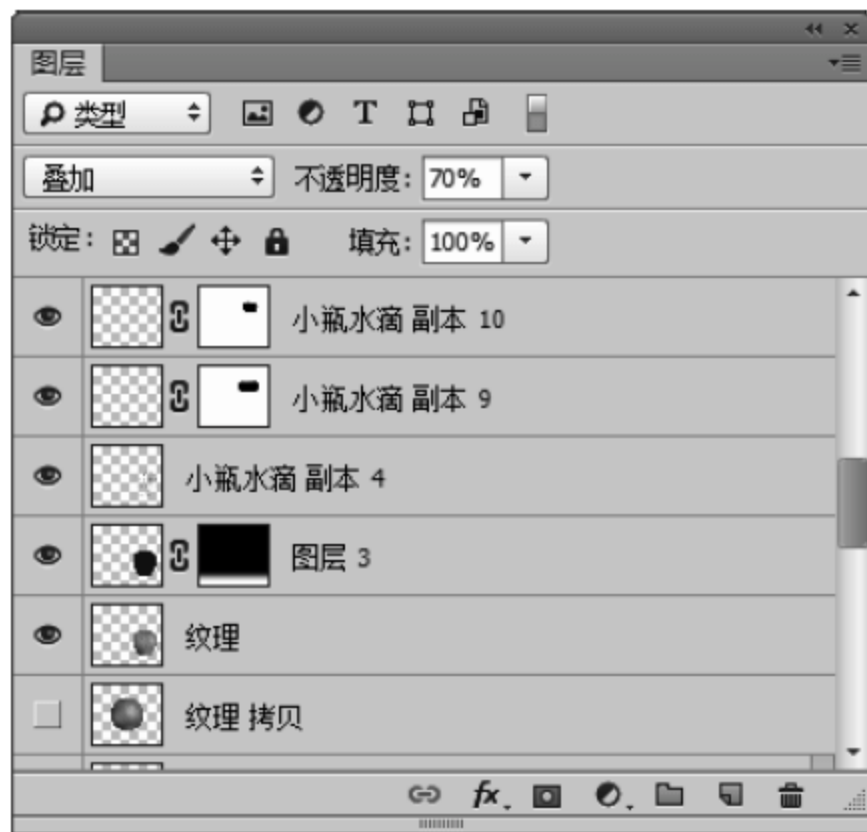 图层
类型 T
叠加 不透明度: 70%
锁定: 填充: 100%
小瓶水滴 副本 10
小瓶水滴 副本 9
小瓶水滴 副本 4
图层 3
纹理
纹理 拷贝
fx.